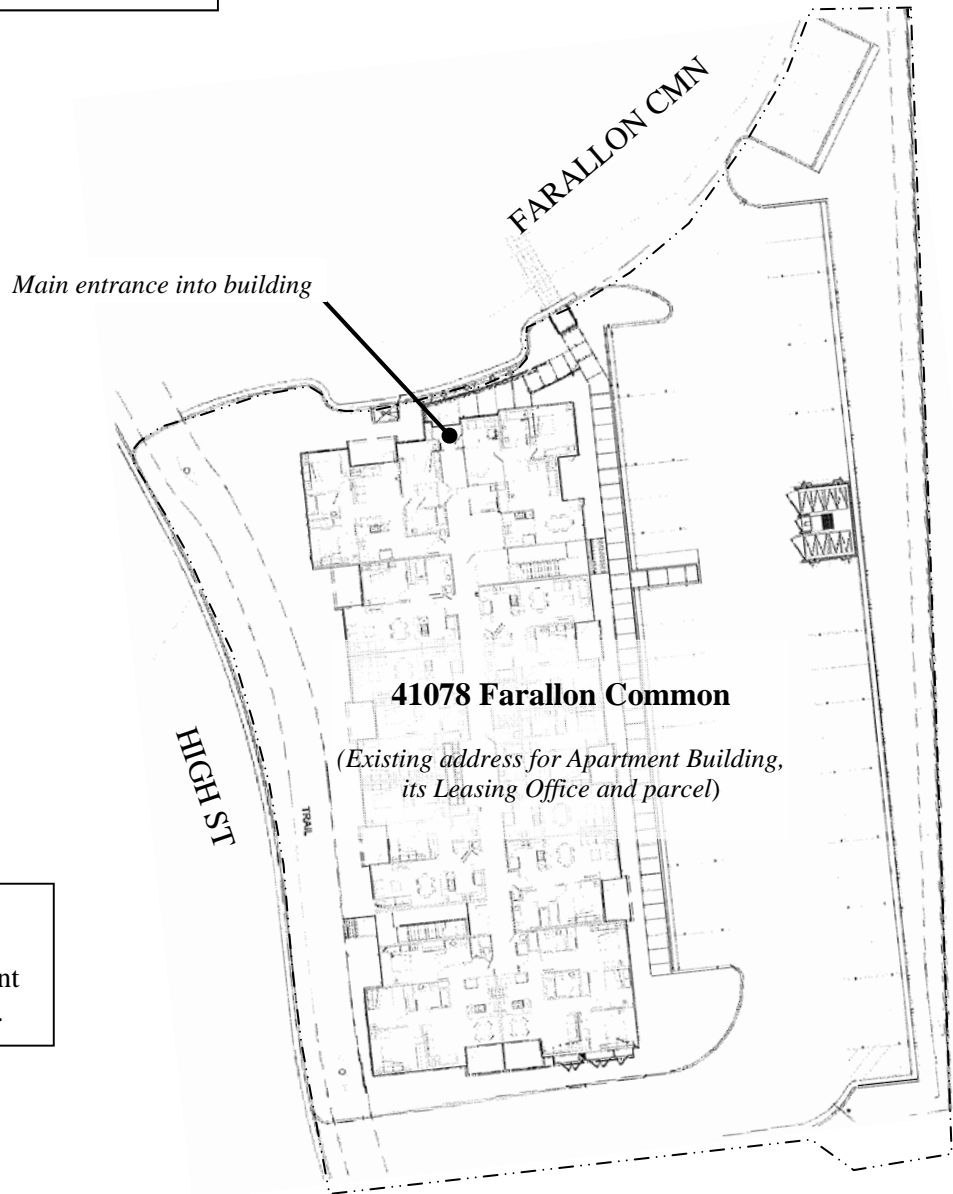 FARALLON CMN
Main entrance into building
41078 Farallon Common
(Existing address for Apartment Building,
its Leasing Office and parcel)
HIGH ST
TRAIL
nt
.